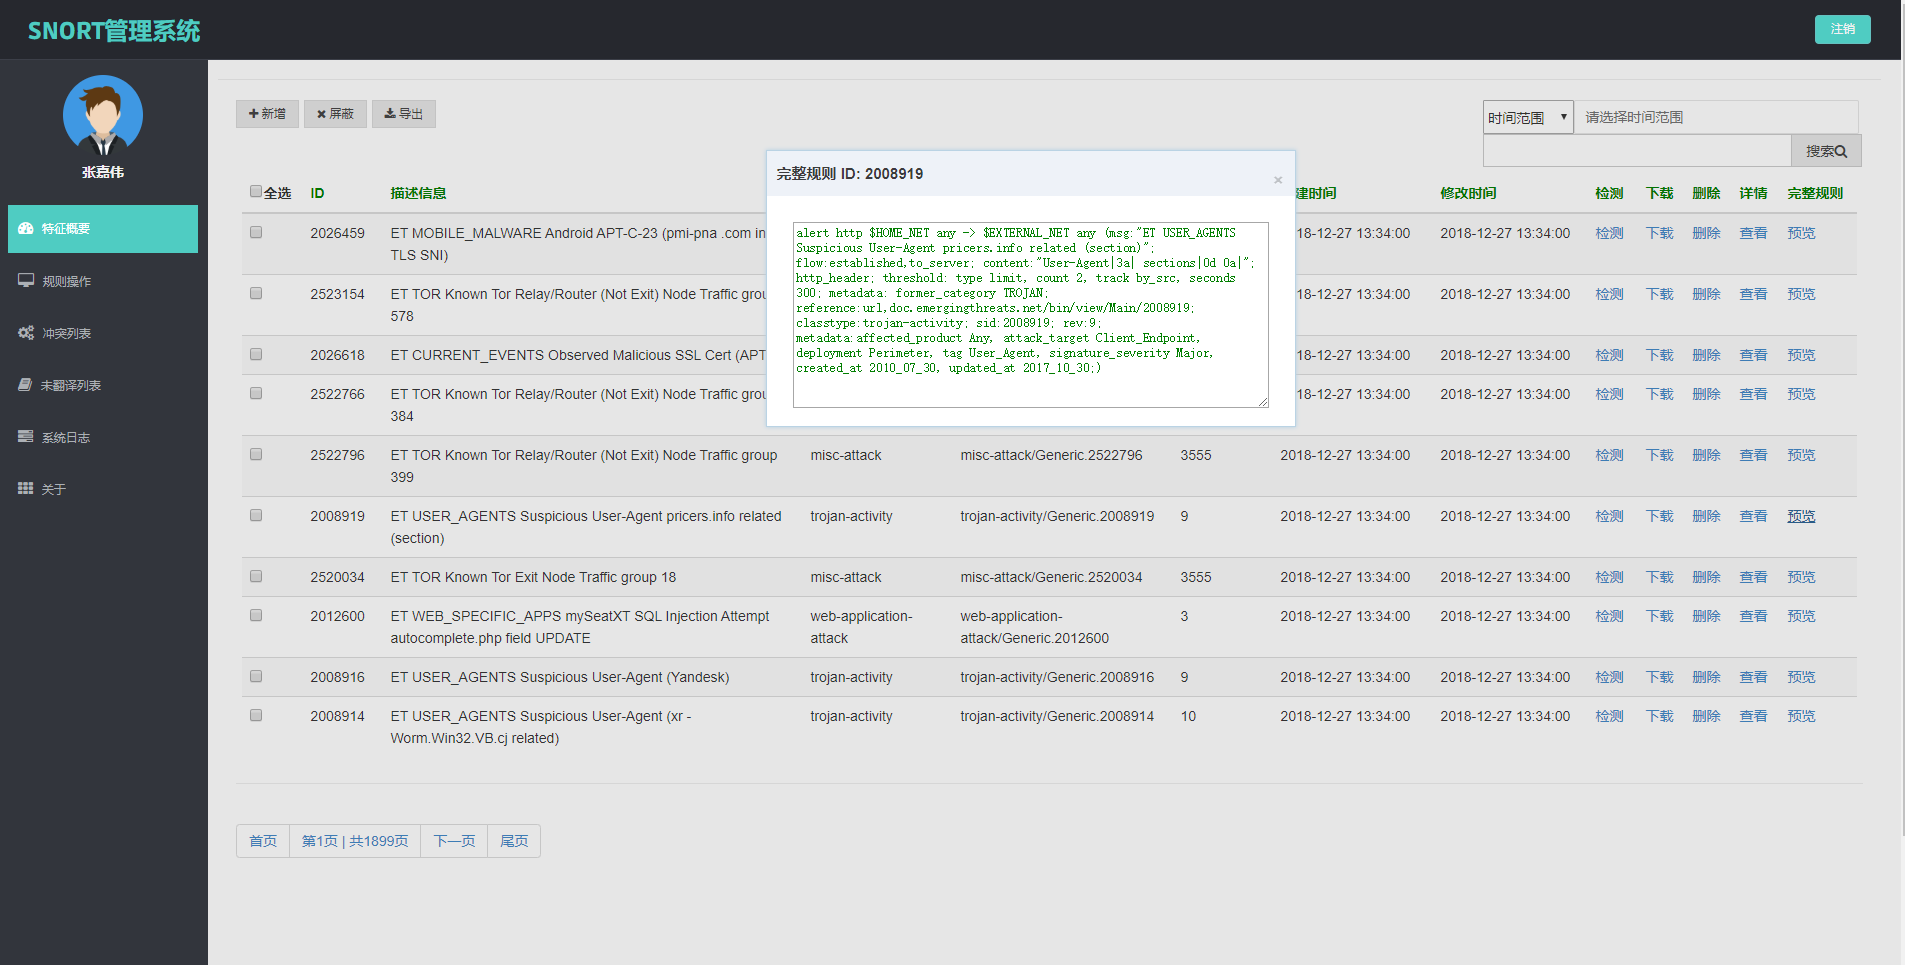 SNORT管理系统
注销
张嘉伟
特征概要
规则操作
冲突列表
未翻译列表
系统日志
关于
新增
屏蔽
导出
时间范围
请选择时间范围
搜索
完整规则 ID: 2008919
×
alert http $HOME_NET any -> $EXTERNAL_NET any (msg:"ET USER_AGENTS
Suspicious User-Agent pricers.info related (section)";
flow:established,to_server; content:"User-Agent|3a| sections|0d 0a|";
http_header; threshold: type limit, count 2, track by_src, seconds
300; metadata: former_category TROJAN;
reference:url,doc.emergingthreats.net/bin/view/Main/2008919;
classtype:trojan-activity; sid:2008919; rev:9;
metadata:affected_product Any, attack_target Client_Endpoint,
deployment Perimeter, tag User_Agent, signature_severity Major,
created_at 2010_07_30, updated_at 2017_10_30;)
全选 ID 描述信息 建时间 修改时间 检测 下载 删除 详情 完整规则
2026459 ET MOBILE_MALWARE Android APT-C-23 (pmi-pna .com in 18-12-27 13:34:00 2018-12-27 13:34:00 检测 下载 删除 查看 预览
TLS SNI)
2523154 ET TOR Known Tor Relay/Router (Not Exit) Node Traffic grou 18-12-27 13:34:00 2018-12-27 13:34:00 检测 下载 删除 查看 预览
578
2026618 ET CURRENT_EVENTS Observed Malicious SSL Cert (APT 18-12-27 13:34:00 2018-12-27 13:34:00 检测 下载 删除 查看 预览
2522766 ET TOR Known Tor Relay/Router (Not Exit) Node Traffic grou 18-12-27 13:34:00 2018-12-27 13:34:00 检测 下载 删除 查看 预览
384
2522796 ET TOR Known Tor Relay/Router (Not Exit) Node Traffic group misc-attack misc-attack/Generic.2522796 3555 2018-12-27 13:34:00 2018-12-27 13:34:00 检测 下载 删除 查看 预览
399
2008919 ET USER_AGENTS Suspicious User-Agent pricers.info related trojan-activity trojan-activity/Generic.2008919 9 2018-12-27 13:34:00 2018-12-27 13:34:00 检测 下载 删除 查看 预览
(section)
2520034 ET TOR Known Tor Exit Node Traffic group 18 misc-attack misc-attack/Generic.2520034 3555 2018-12-27 13:34:00 2018-12-27 13:34:00 检测 下载 删除 查看 预览
2012600 ET WEB_SPECIFIC_APPS mySeatXT SQL Injection Attempt web-application- web-application- 3 2018-12-27 13:34:00 2018-12-27 13:34:00 检测 下载 删除 查看 预览
autocomplete.php field UPDATE attack attack/Generic.2012600
2008916 ET USER_AGENTS Suspicious User-Agent (Yandesk) trojan-activity trojan-activity/Generic.2008916 9 2018-12-27 13:34:00 2018-12-27 13:34:00 检测 下载 删除 查看 预览
2008914 ET USER_AGENTS Suspicious User-Agent (xr - trojan-activity trojan-activity/Generic.2008914 10 2018-12-27 13:34:00 2018-12-27 13:34:00 检测 下载 删除 查看 预览
Worm.Win32.VB.cj related)
首页 第1页 | 共1899页 下一页 尾页